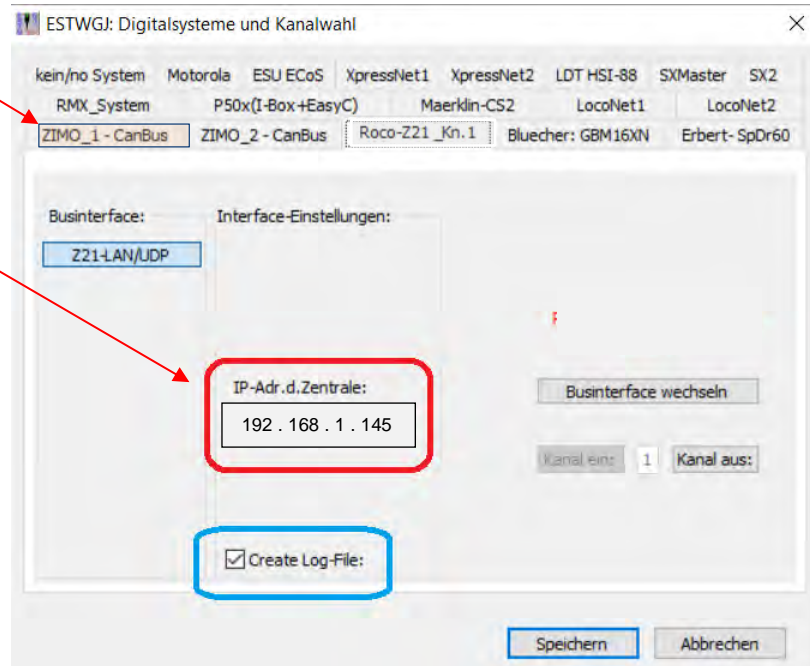 ESTWGJ: Digitalsysteme und Kanalwahl
kein/no System Motorola ESU ECoS XpressNet1 XpressNet2 LDT HSI-88 SXMaster SX2
RMX_System P50x(I-Box+EasyC) Maerklin-CS2 LocoNet1 LocoNet2
ZIMO_1 - CanBus ZIMO_2 - CanBus Roco-Z21_Kn.1 Bluecher: GBM16XN Erbert- SpDr60
Businterface: Interface-Einstellungen:
Z21-LAN/UDP
IP-Adr.d.Zentrale:
192 . 168 . 1 . 145
Businterface wechseln
Kanal ein: 1 Kanal aus:
Create Log-File:
Speichern Abbrechen